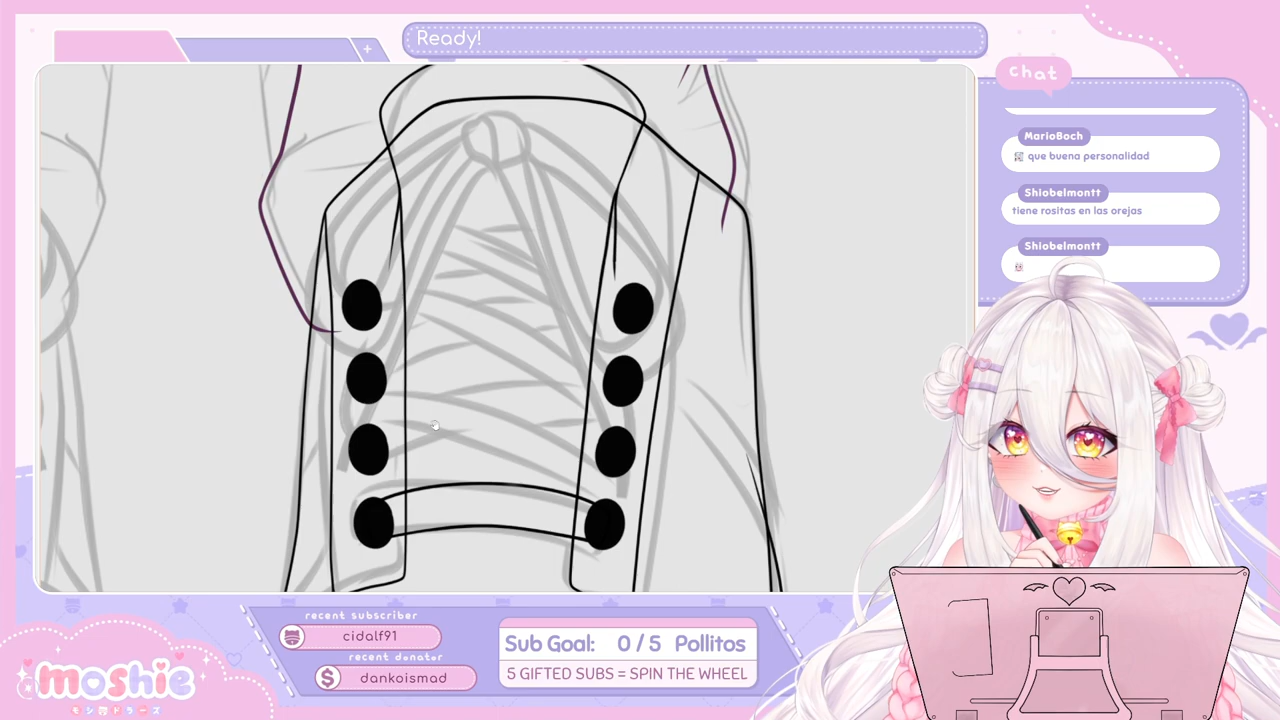 Ready!
+
chat
MarioBoch
que buena personalidad
Shiobelmontt
tiene rositas en las orejas
Shiobelmontt
recent subscriber
cidalf91
recent donator
$ dankoismad
Sub Goal: 0 / 5 Pollitos
5 GIFTED SUBS = SPIN THE WHEEL
moshie